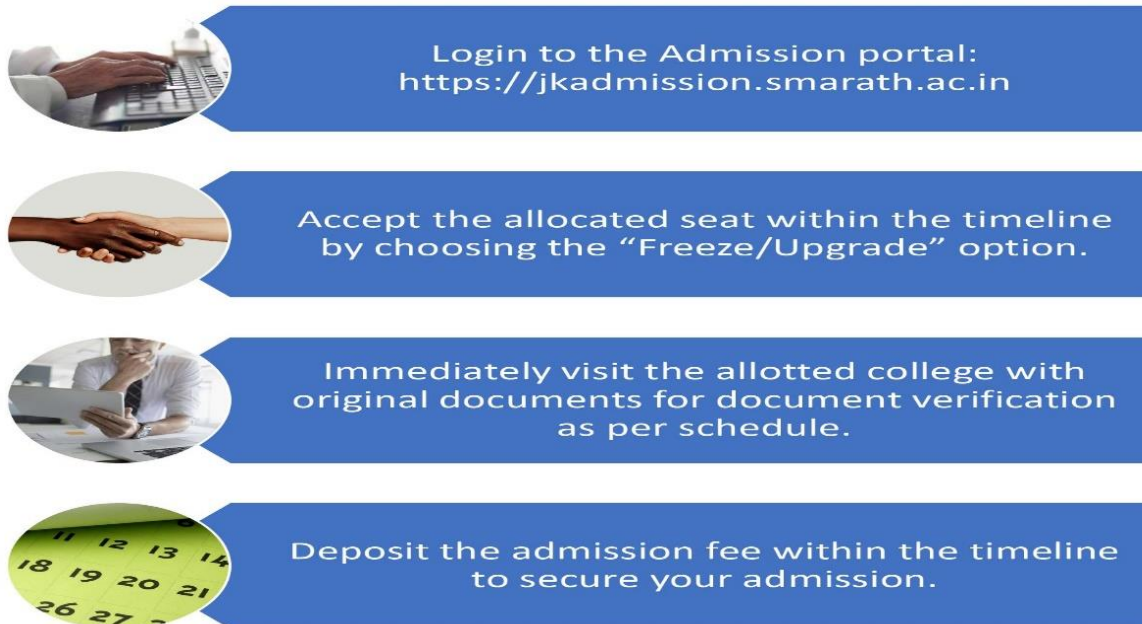 Login to the Admission portal:
https://jkadmission.smarath.ac.in
Accept the allocated seat within the timeline
by choosing the “Freeze/Upgrade” option.
Immediately visit the allotted college with
original documents for document verification
as per schedule.
Deposit the admission fee within the timeline
to secure your admission.
11 12 13 14
18 19 20 21
26 27